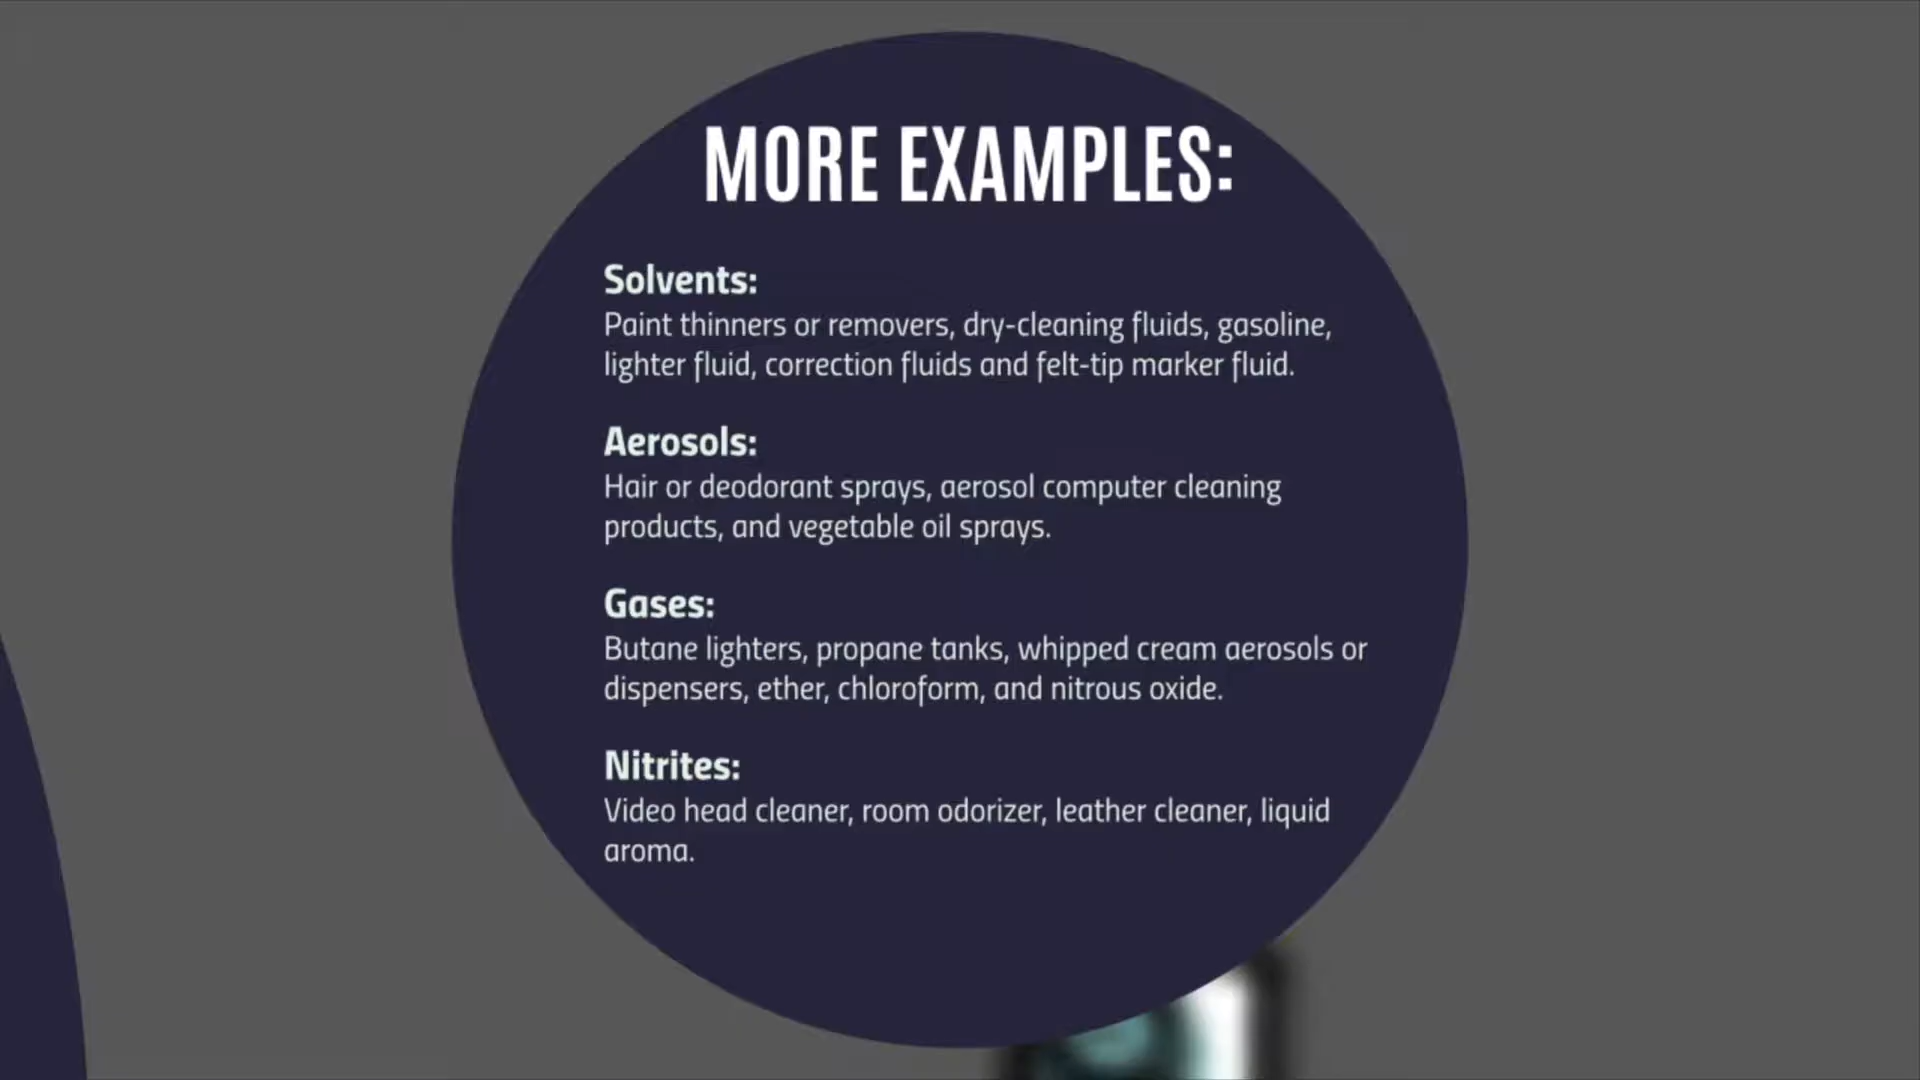 MORE EXAMPLES:
Solvents:
Paint thinners or removers, dry-cleaning fluids, gasoline,
lighter fluid, correction fluids and felt-tip marker fluid.
Aerosols:
Hair or deodorant sprays, aerosol computer cleaning
products, and vegetable oil sprays.
Gases:
Butane lighters, propane tanks, whipped cream aerosols or
dispensers, ether, chloroform, and nitrous oxide.
Nitrites:
Video head cleaner, room odorizer, leather cleaner, liquid
aroma.